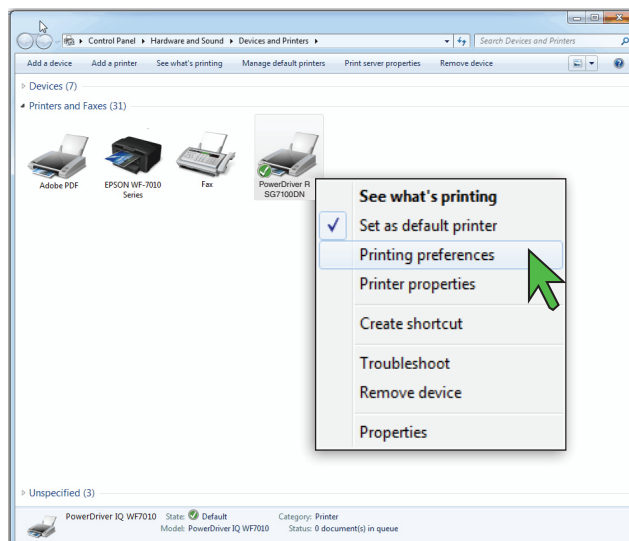 Control Panel Hardware and Sound Devices and Printers Search Devices and Printers
Add a device Add a printer See what's printing Manage default printers Print server properties Remove device
Devices (7)
Printers and Faxes (31)
Adobe PDF
EPSON WF-7010
Series
Fax
PowerDriver R
SG7100DN
See what's printing
Set as default printer
Printing preferences
Printer properties
Create shortcut
Troubleshoot
Remove device
Properties
Unspecified (3)
PowerDriver IQ WF7010 State: Default Category: Printer
Model: PowerDriver IQ WF7010 Status: 0 document(s) in queue